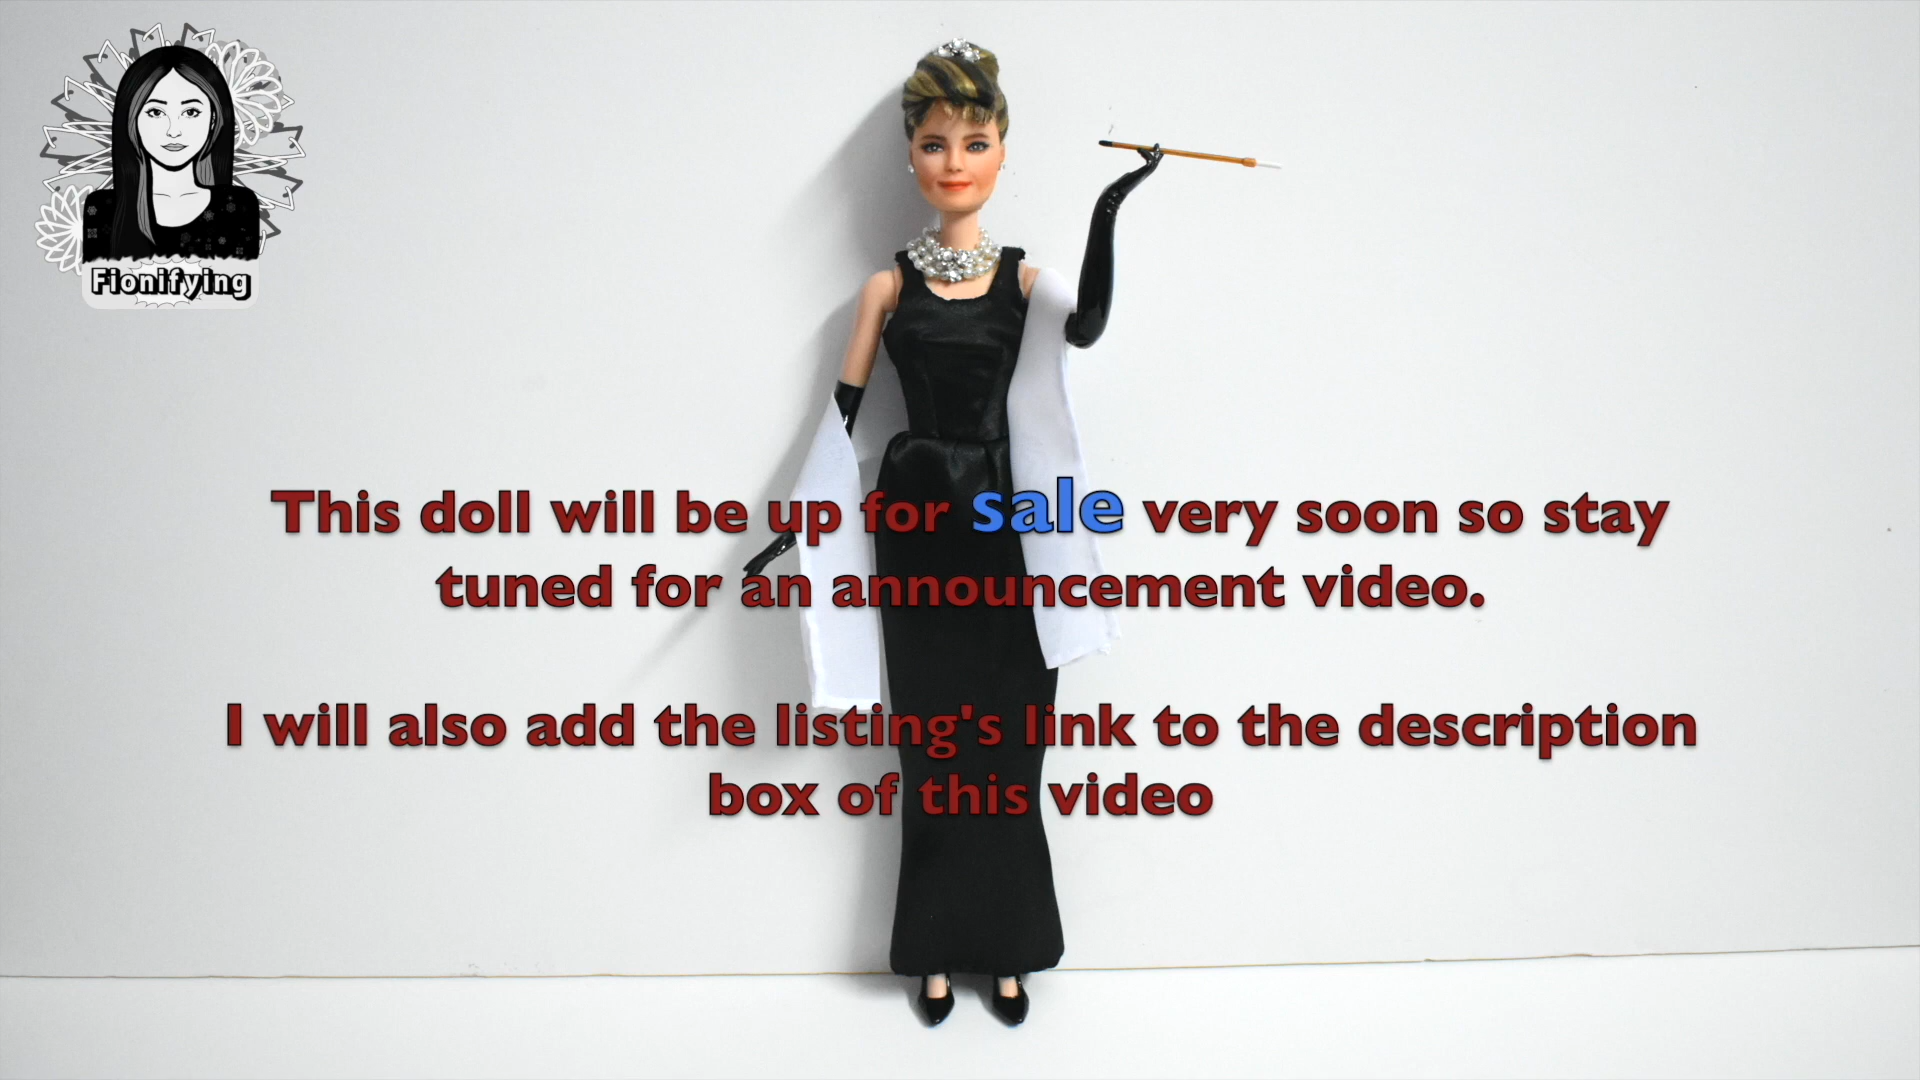 Fionifying
This doll will be up for sale very soon so stay
tuned for an announcement video.
I will also add the listing's link to the description
box of this video